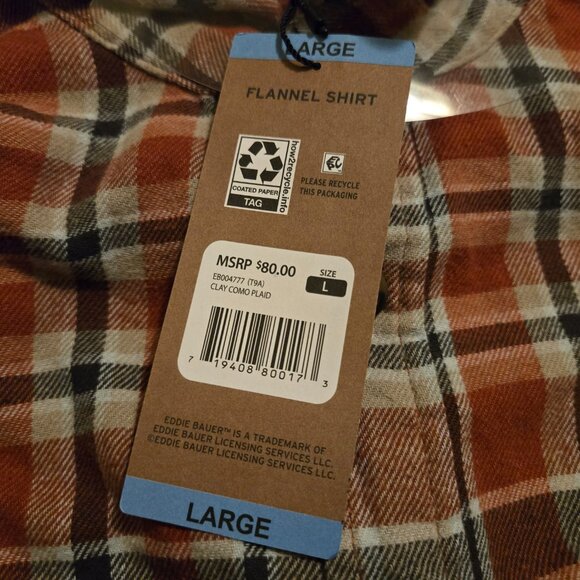 LARGE
FLANNEL SHIRT
how2recycle.info
COATED PAPER
TAG
PLEASE RECYCLE
THIS PACKAGING
MSRP $80.00
EB004777 (T9A)
CLAY COMO PLAID
SIZE
L
7 19408 80017 3
EDDIE BAUER™ IS A TRADEMARK OF
EDDIE BAUER LICENSING SERVICES LLC.
©EDDIE BAUER LICENSING SERVICES LLC.
LARGE